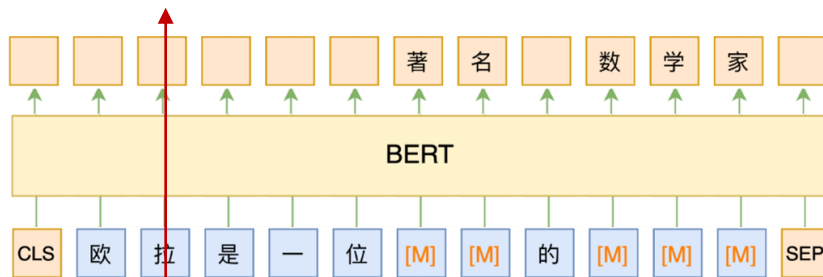 著 名 数 学 家
BERT
CLS 欧 拉 是 一 位 [M] [M] 的 [M] [M] [M] SEP